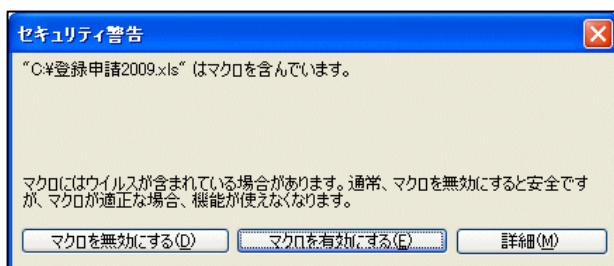 セキュリティ警告
"C:¥登録申請2009.xls" はマクロを含んでいます。
マクロにはウイルスが含まれている場合があります。通常、マクロを無効にすると安全です
が、マクロが適正な場合、機能が使えなくなります。
マクロを無効にする(D) マクロを有効にする(E) 詳細(M)